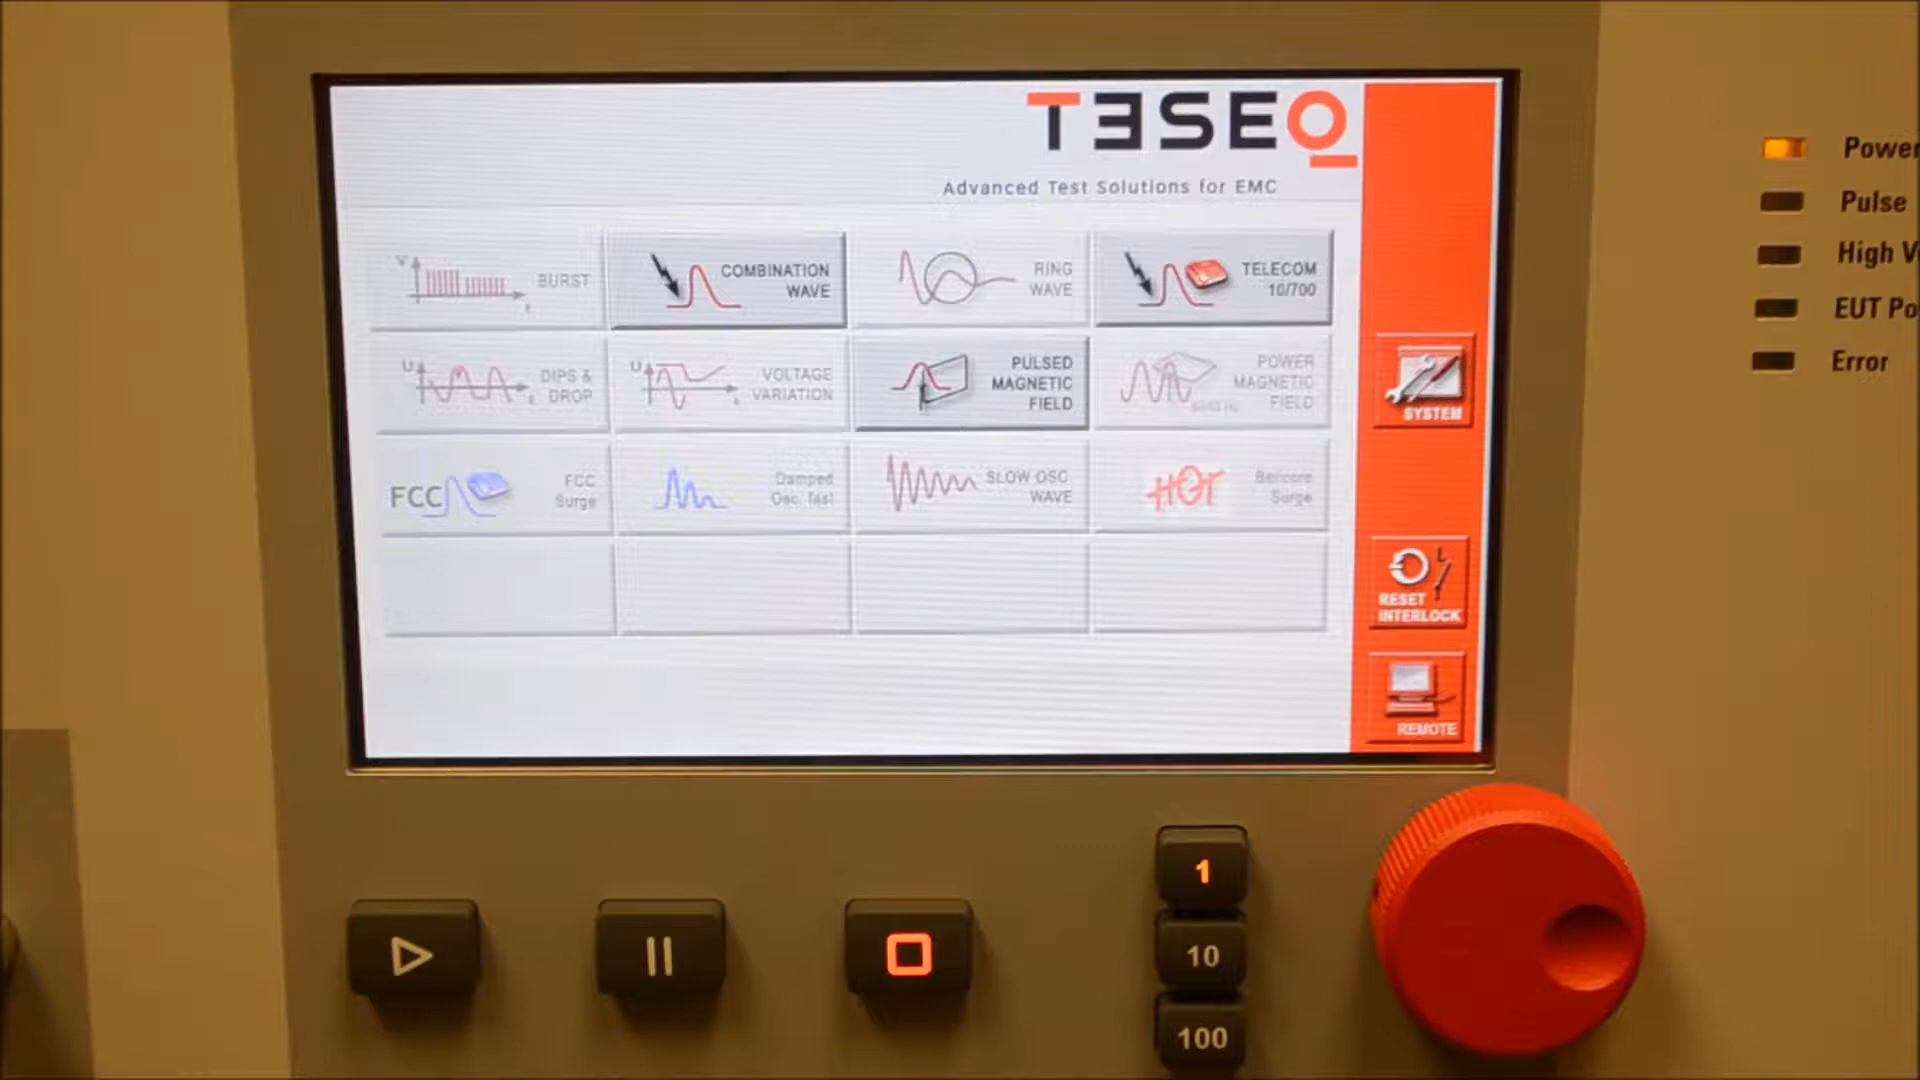 TESEQ
Advanced Test Solutions for EMC
BURST
COMBINATION
WAVE
RING
WAVE
TELECOM
10/700
DIPS &
DROP
VOLTAGE
VARIATION
PULSED
MAGNETIC
FIELD
POWER
MAGNETIC
FIELD
FCC
FCC
Surge
Damped
Osc. fast
SLOW OSC
WAVE
HOT
Bellcore
Surge
SYSTEM
RESET
INTERLOCK
REMOTE
Power
Pulse
High V
EUT Po
Error
1
10
100